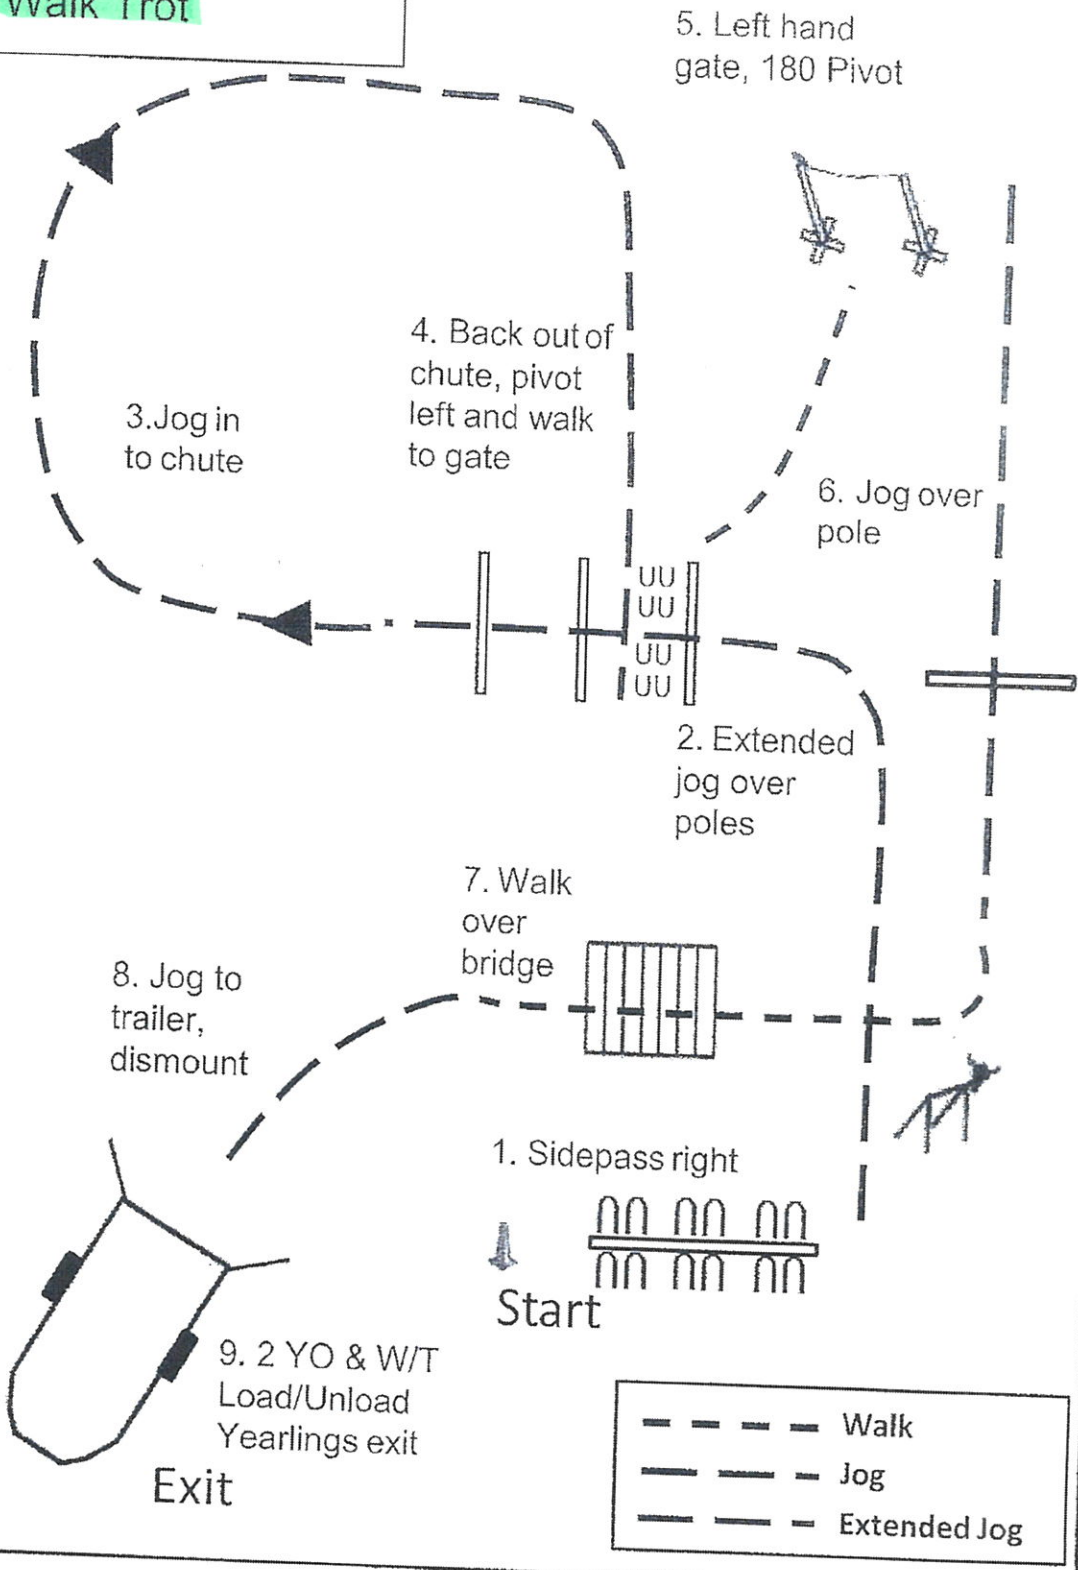 Walk Trot
5. Left hand
gate, 180 Pivot
4. Back out of
chute, pivot
left and walk
to gate
3.Jog in
to chute
6. Jog over
pole
2. Extended
jog over
poles
7. Walk
over
bridge
8. Jog to
trailer,
dismount
1. Sidepass right
Start
9. 2 YO & W/T
Load/Unload
Yearlings exit
Exit
Walk
Jog
Extended Jog